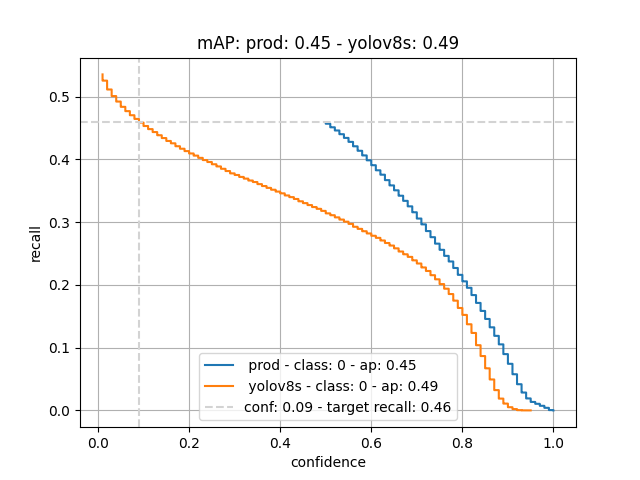 mAP: prod: 0.45 - yolov8s: 0.49
recall
0.5
0.4
0.3
0.2
0.1
0.0
prod - class: 0 - ap: 0.45
yolov8s - class: 0 - ap: 0.49
conf: 0.09 - target recall: 0.46
0.0 0.2 0.4 0.6 0.8 1.0
confidence